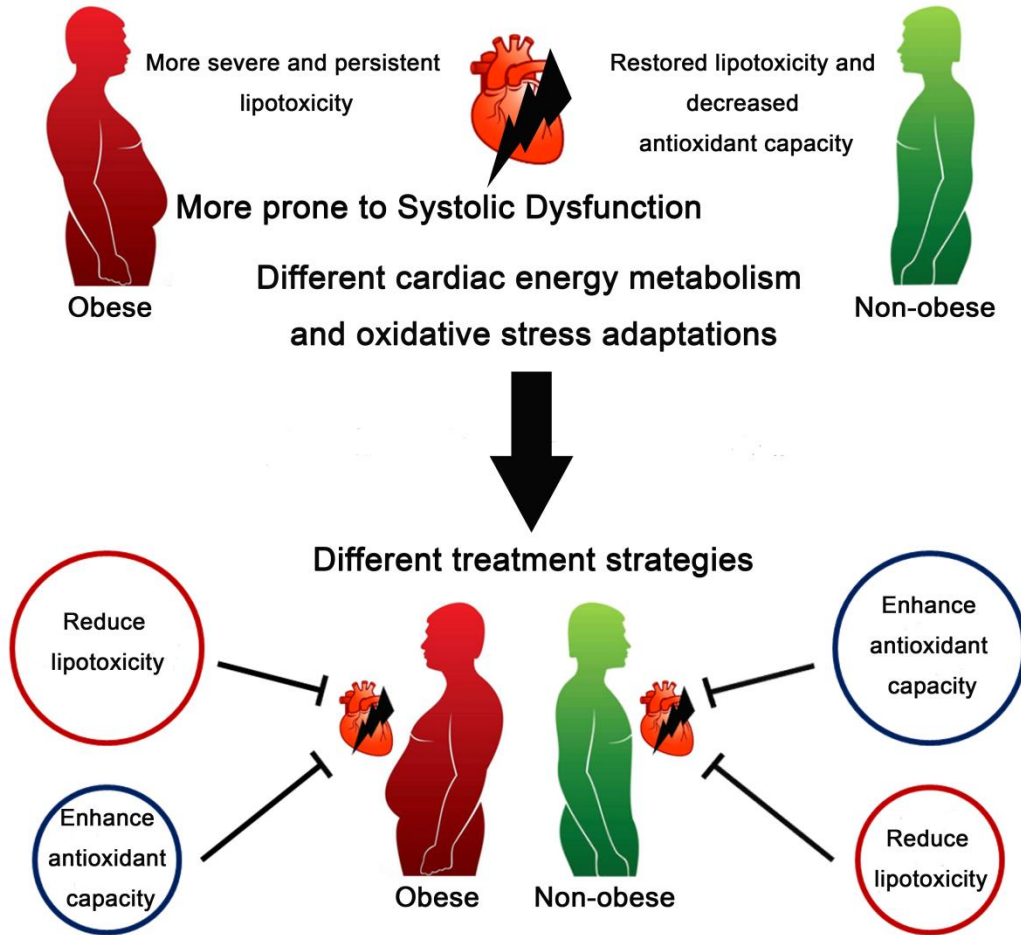 More severe and persistent
lipotoxicity
Restored lipotoxicity and
decreased
antioxidant capacity
More prone to Systolic Dysfunction
Obese
Non-obese
Different cardiac energy metabolism
and oxidative stress adaptations
Different treatment strategies
Reduce
lipotoxicity
Enhance
antioxidant
capacity
Enhance
antioxidant
capacity
Reduce
lipotoxicity
Obese
Non-obese